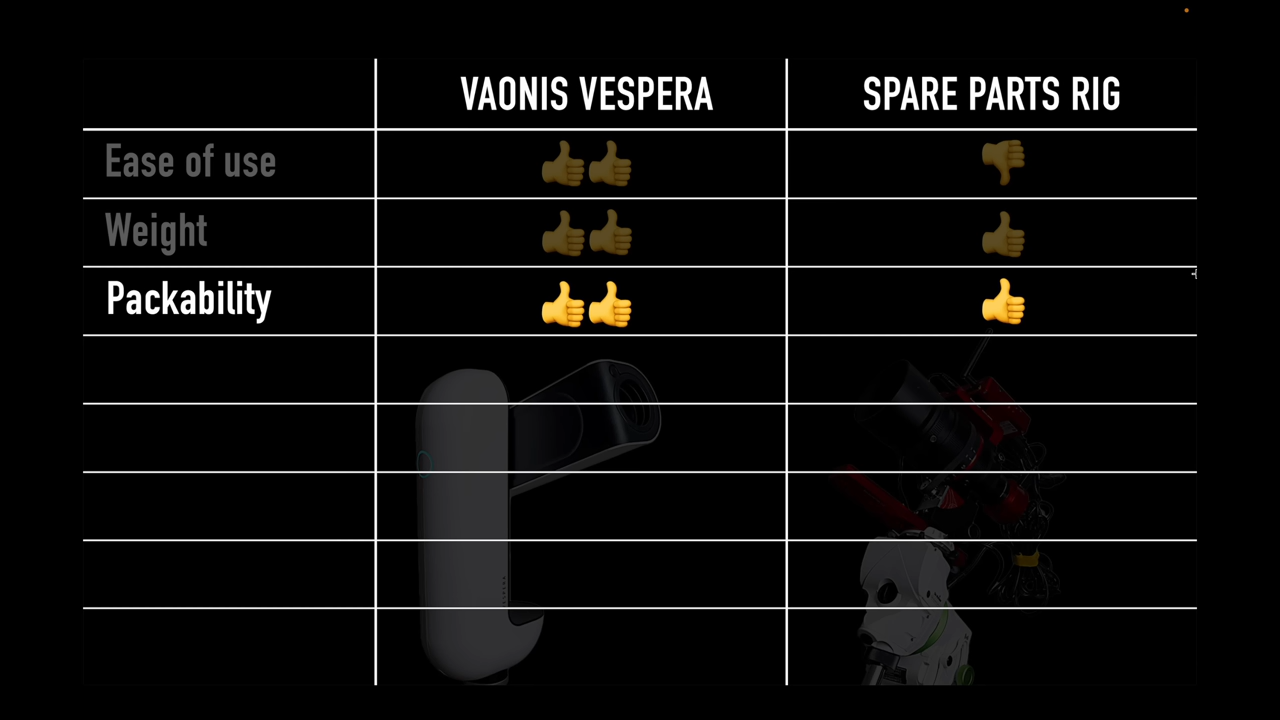 VAONIS VESPERA
SPARE PARTS RIG
Ease of use 👍👍 👎
Weight 👍👍 👍
Packability 👍👍 👍